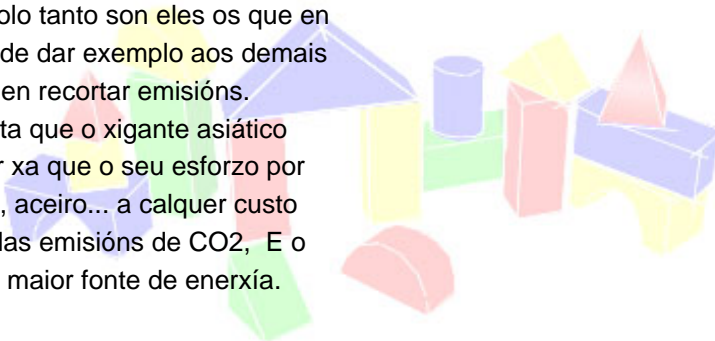 olo tanto son eles os que en
de dar exemplo aos demais
en recortar emisións.
ta que o xigante asiático
r xa que o seu esforzo por
, aceiro... a calquer custo
las emisións de CO2, E o
maior fonte de enerxía.